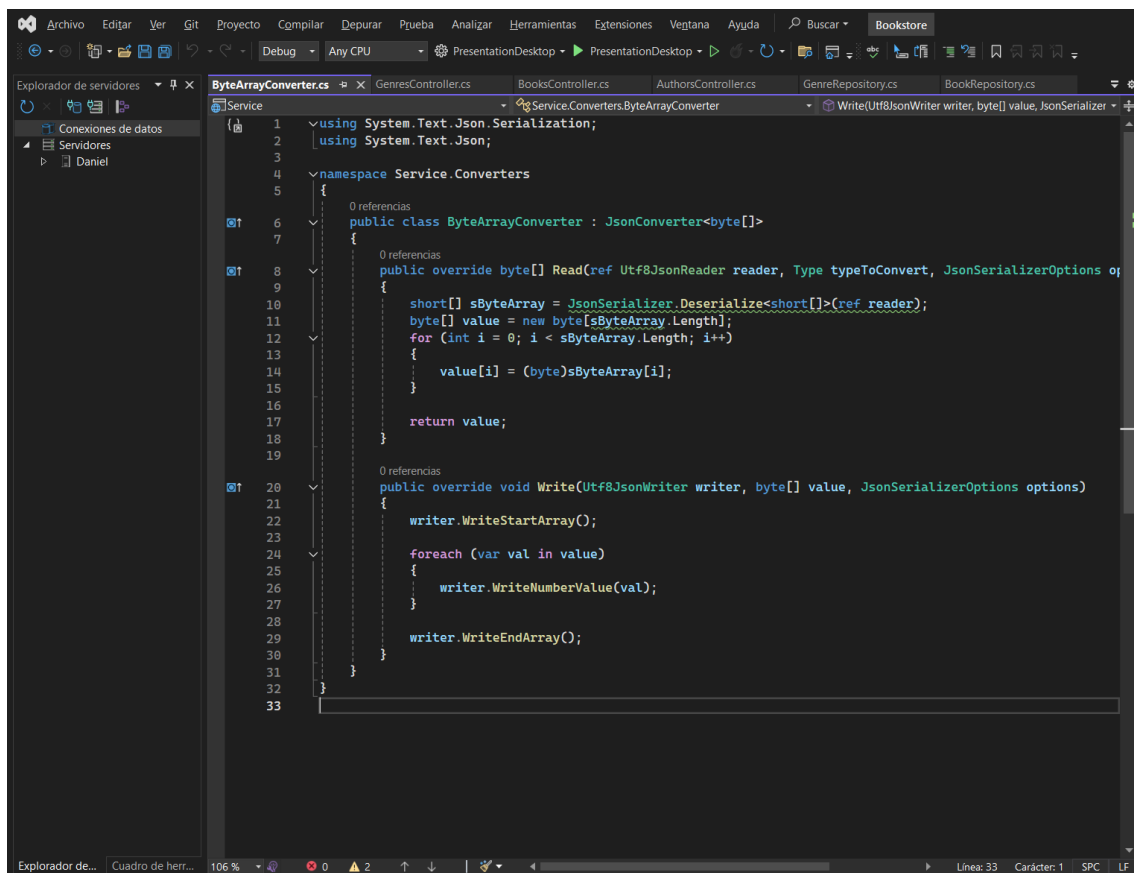 Archivo Editar Ver Git Proyecto Compilar Depurar Prueba Analizar Herramientas Extensiones Ventana Ayuda Buscar Bookstore
Debug Any CPU PresentationDesktop PresentationDesktop
Explorador de servidores
Conexiones de datos
Servidores
Daniel
ByteArrayConverter.cs GenresController.cs BooksController.cs AuthorsController.cs GenreRepository.cs BookRepository.cs
Service Service.Converters.ByteArrayConverter Write(Utf8JsonWriter writer, byte[] value, JsonSerializer
1 using System.Text.Json.Serialization;
2 using System.Text.Json;
3
4 namespace Service.Converters
5 {
0 referencias
6 public class ByteArrayConverter : JsonConverter<byte[]>
7 {
0 referencias
8 public override byte[] Read(ref Utf8JsonReader reader, Type typeToConvert, JsonSerializerOptions op
9 {
10 short[] sByteArray = JsonSerializer.Deserialize<short[]>(ref reader);
11 byte[] value = new byte[sByteArray.Length];
12 for (int i = 0; i < sByteArray.Length; i++)
13 {
14 value[i] = (byte)sByteArray[i];
15 }
16
17 return value;
18 }
19
0 referencias
20 public override void Write(Utf8JsonWriter writer, byte[] value, JsonSerializerOptions options)
21 {
22 writer.WriteStartArray();
23
24 foreach (var val in value)
25 {
26 writer.WriteNumberValue(val);
27 }
28
29 writer.WriteEndArray();
30 }
31 }
32 }
33
Explorador de... Cuadro de herr... 106 % 0 2 Línea: 33 Carácter: 1 SPC LF